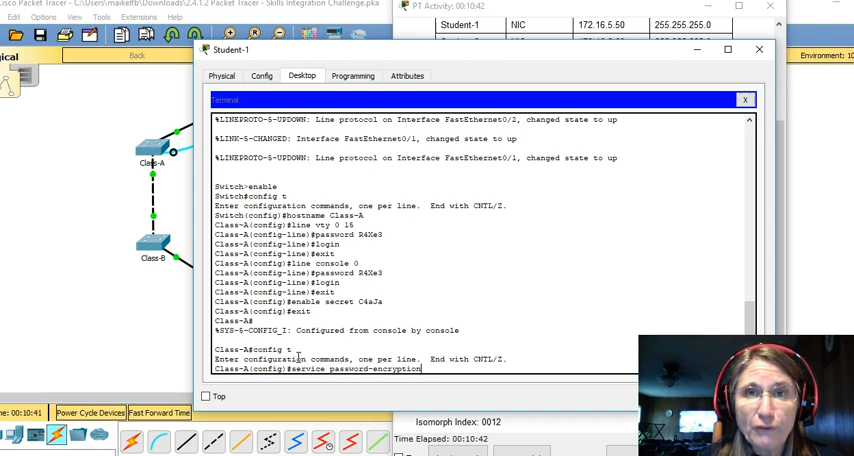 Cisco Packet Tracer - C:\Users\maikelfb\Downloads\2.4.1.2 Packet Tracer - Skills Integration Challenge.pka
PT Activity: 00:10:42
Edit Options View Tools Extensions Help
Student-1 NIC 172.16.5.50 255.255.255.0
Back
Environment: 10
Student-1
Physical Config Desktop Programming Attributes
Terminal X
%LINEPROTO-5-UPDOWN: Line protocol on Interface FastEthernet0/2, changed state to up
%LINK-5-CHANGED: Interface FastEthernet0/1, changed state to up
%LINEPROTO-5-UPDOWN: Line protocol on Interface FastEthernet0/1, changed state to up
Switch>enable
Switch#config t
Enter configuration commands, one per line. End with CNTL/Z.
Switch(config)#hostname Class-A
Class-A(config)#line vty 0 15
Class-A(config-line)#password R4Xe3
Class-A(config-line)#login
Class-A(config-line)#exit
Class-A(config)#line console 0
Class-A(config-line)#password R4Xe3
Class-A(config-line)#login
Class-A(config-line)#exit
Class-A(config)#enable secret C4aJa
Class-A(config)#exit
Class-A#
%SYS-5-CONFIG_I: Configured from console by console
Class-A#config t
Enter configuration commands, one per line. End with CNTL/Z.
Class-A(config)#service password-encryption
Top
Class-A
Class-B
me: 00:10:41 Power Cycle Devices Fast Forward Time
Isomorph Index: 0012
Time Elapsed: 00:10:42